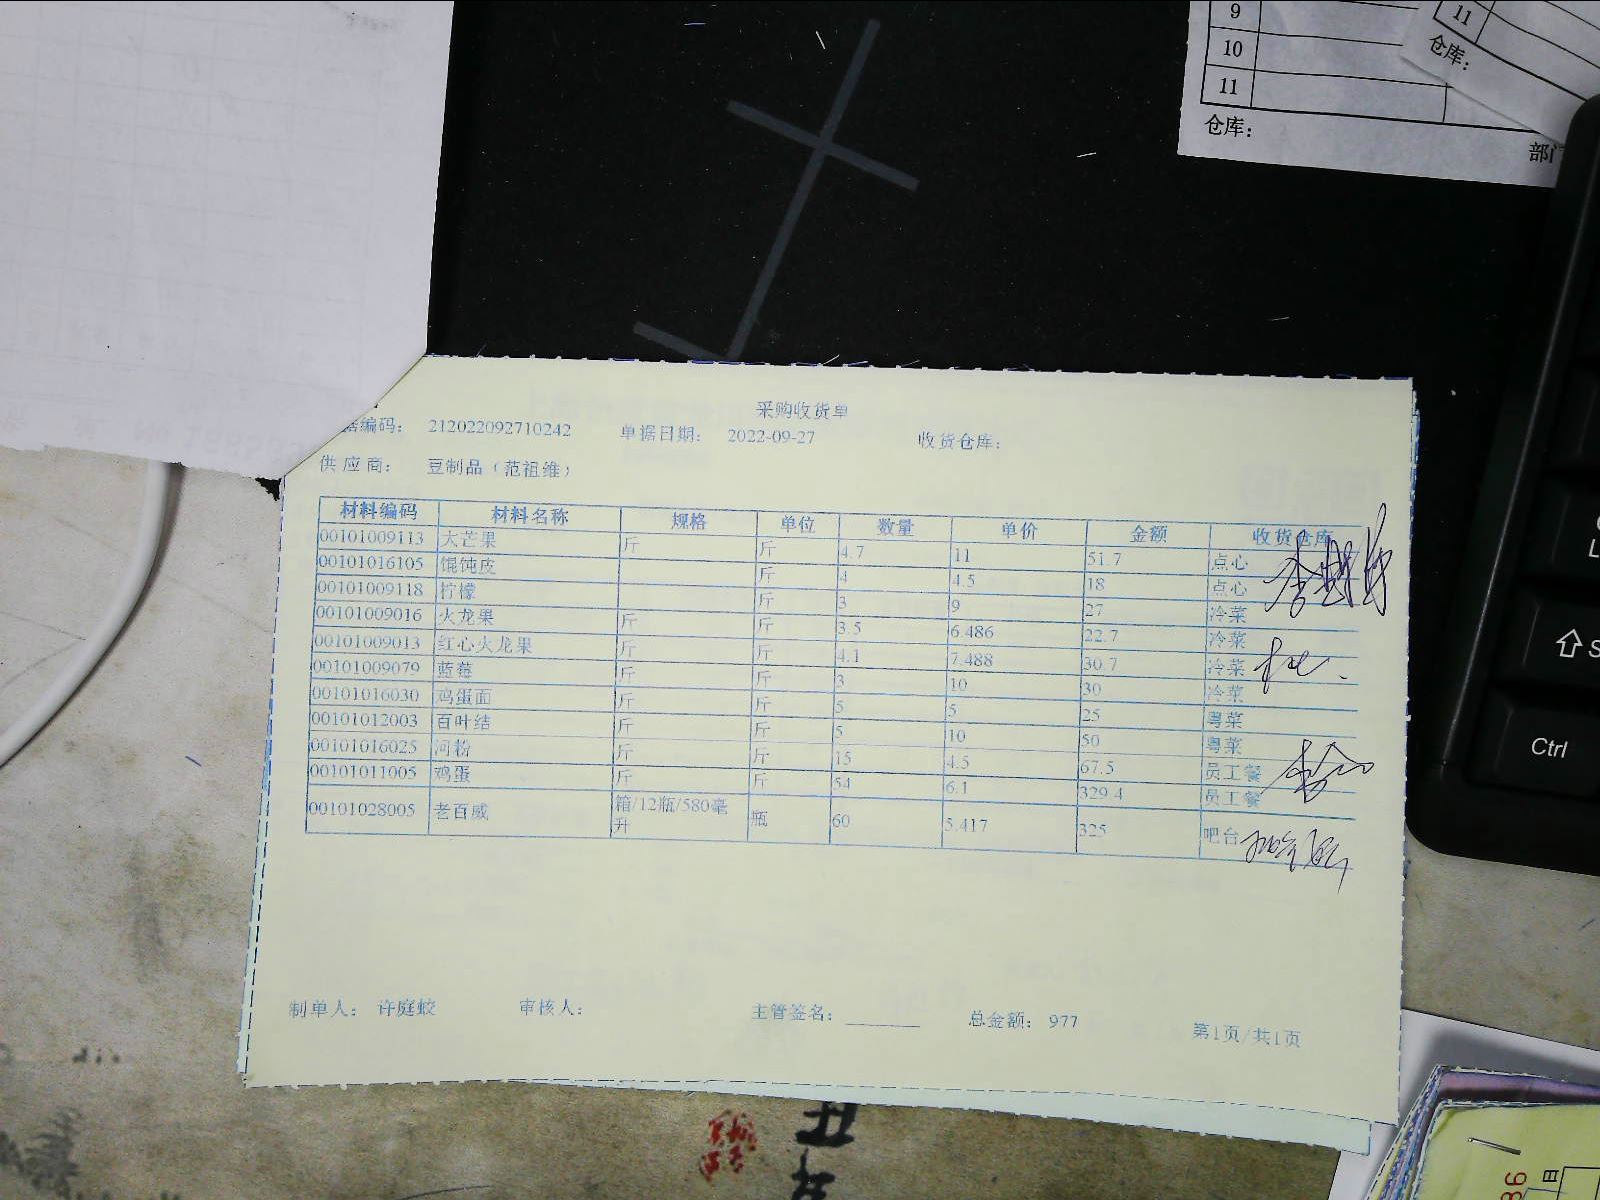 9
10
11
仓库：
部门
11
仓库：
采购收货单
据编码： 212022092710242 单据日期： 2022-09-27 收货仓库：
供应商： 豆制品（范祖维）
材料编码 材料名称 规格 单位 数量 单价 金额 收货仓库
00101009113 大芒果 斤 斤 4.7 11 51.7 点心
00101016105 馄饨皮 斤 4 4.5 18 点心
00101009118 柠檬 斤 3 9 27 冷菜
00101009016 火龙果 斤 斤 3.5 6.486 22.7 冷菜
00101009013 红心火龙果 斤 斤 4.1 7.488 30.7 冷菜
00101009079 蓝莓 斤 斤 3 10 30 冷菜
00101016030 鸡蛋面 斤 斤 5 5 25 粤菜
00101012003 百叶结 斤 斤 5 10 50 粤菜
00101016025 河粉 斤 斤 15 4.5 67.5 员工餐
00101011005 鸡蛋 斤 斤 54 6.1 329.4 员工餐
00101028005 老百威 箱/12瓶/580毫升 瓶 60 5.417 325 吧台
制单人： 许庭蛟 审核人： 主管签名： 总金额： 977 第1页/共1页
Ctrl